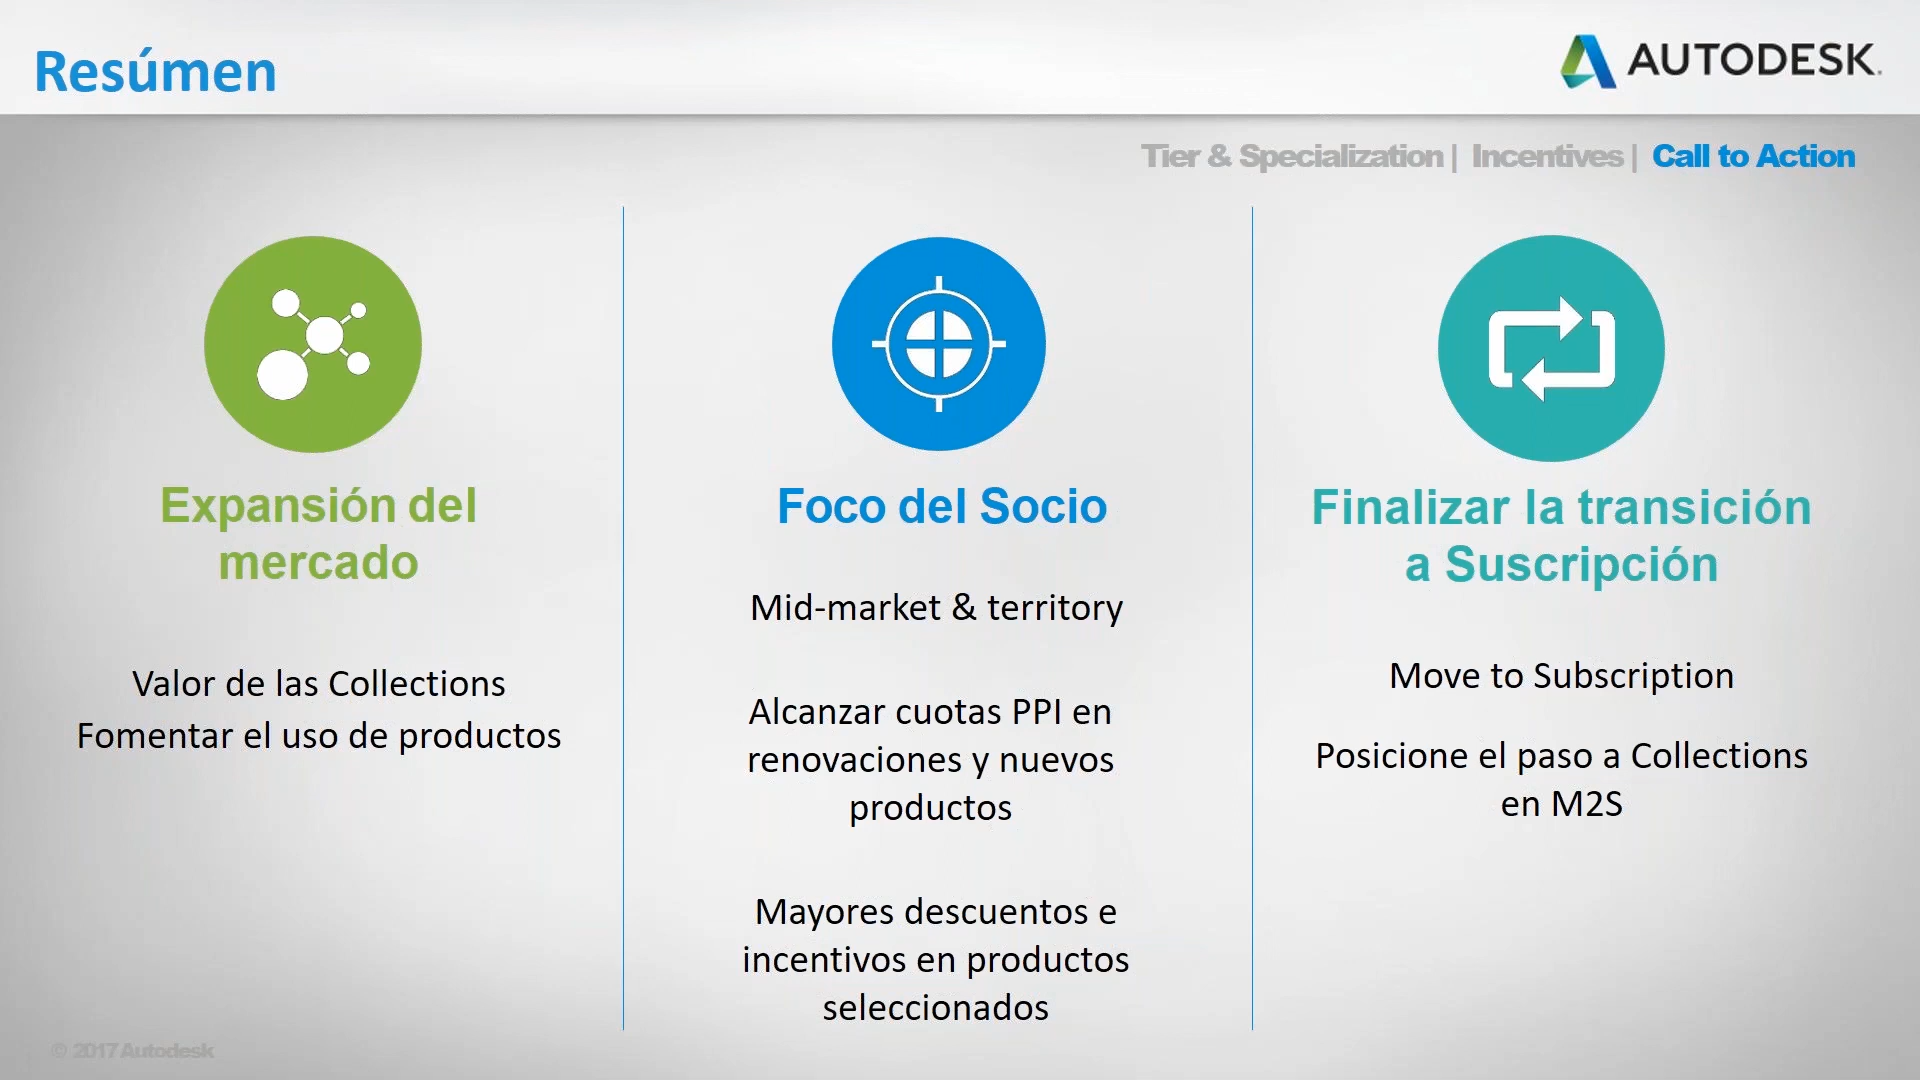 Resúmen
AUTODESK.
Tier & Specialization | Incentives | Call to Action
Expansión del
mercado
Valor de las Collections
Fomentar el uso de productos
Foco del Socio
Mid-market & territory
Alcanzar cuotas PPI en
renovaciones y nuevos
productos
Mayores descuentos e
incentivos en productos
seleccionados
Finalizar la transición
a Suscripción
Move to Subscription
Posicione el paso a Collections
en M2S
© 2017 Autodesk